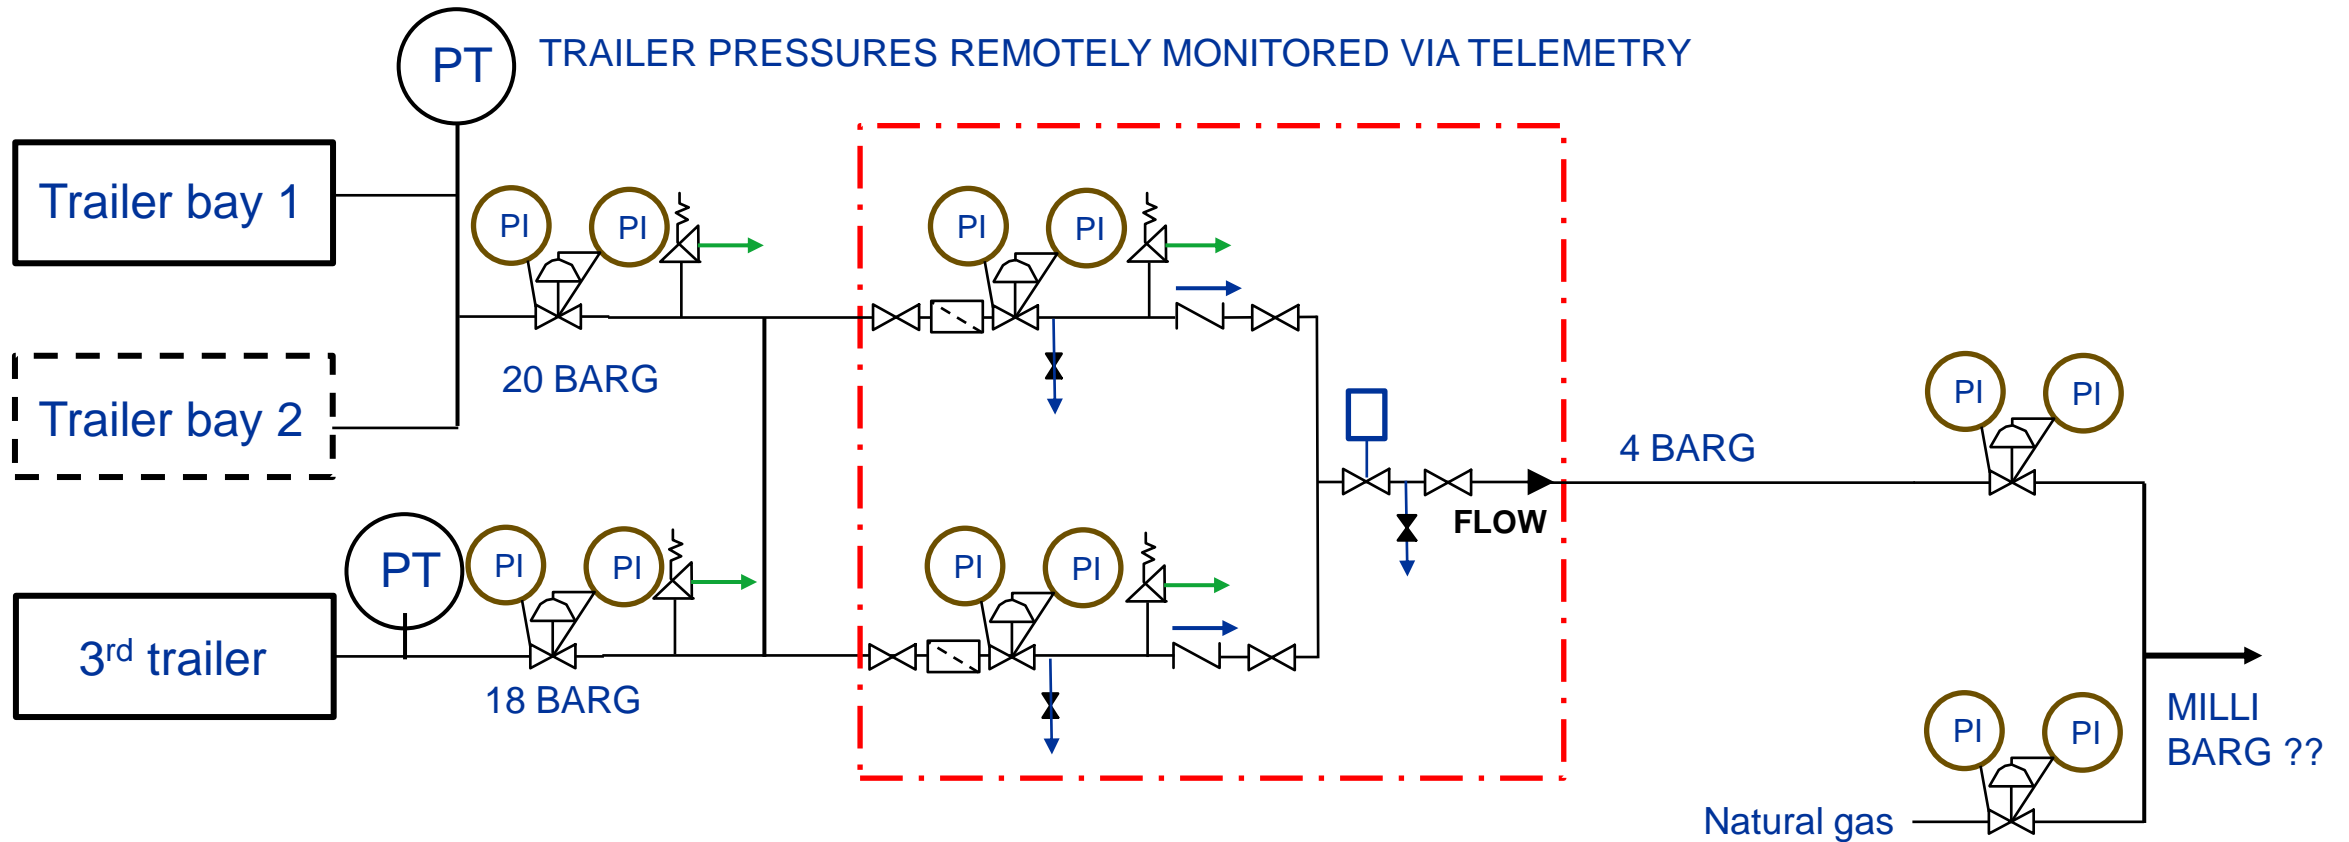 PT
TRAILER PRESSURES REMOTELY MONITORED VIA TELEMETRY
Trailer bay 1
PI
PI
PI
PI
20 BARG
Trailer bay 2
PI
PI
4 BARG
FLOW
PT
PI
PI
PI
PI
3rd trailer
18 BARG
MILLI
BARG ??
PI
PI
Natural gas